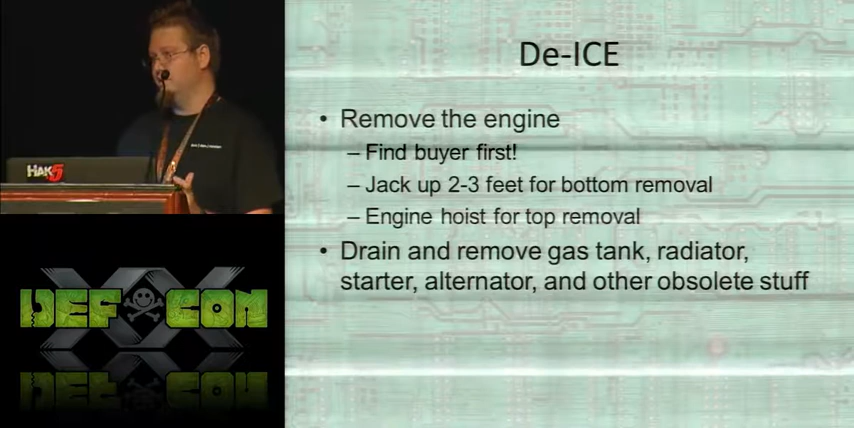 De-ICE
• Remove the engine
– Find buyer first!
– Jack up 2-3 feet for bottom removal
– Engine hoist for top removal
• Drain and remove gas tank, radiator,
starter, alternator, and other obsolete stuff
HAK5
XX
DEF CON